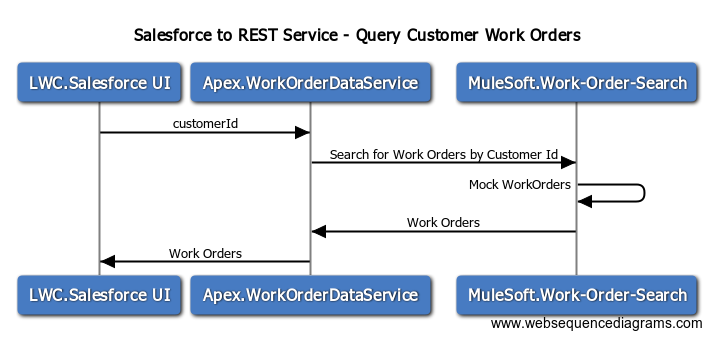 Salesforce to REST Service - Query Customer Work Orders
LWC.Salesforce UI
Apex.WorkOrderDataService
MuleSoft.Work-Order-Search
customerId
Search for Work Orders by Customer Id
Mock WorkOrders
Work Orders
Work Orders
LWC.Salesforce UI
Apex.WorkOrderDataService
MuleSoft.Work-Order-Search
www.websequencediagrams.com